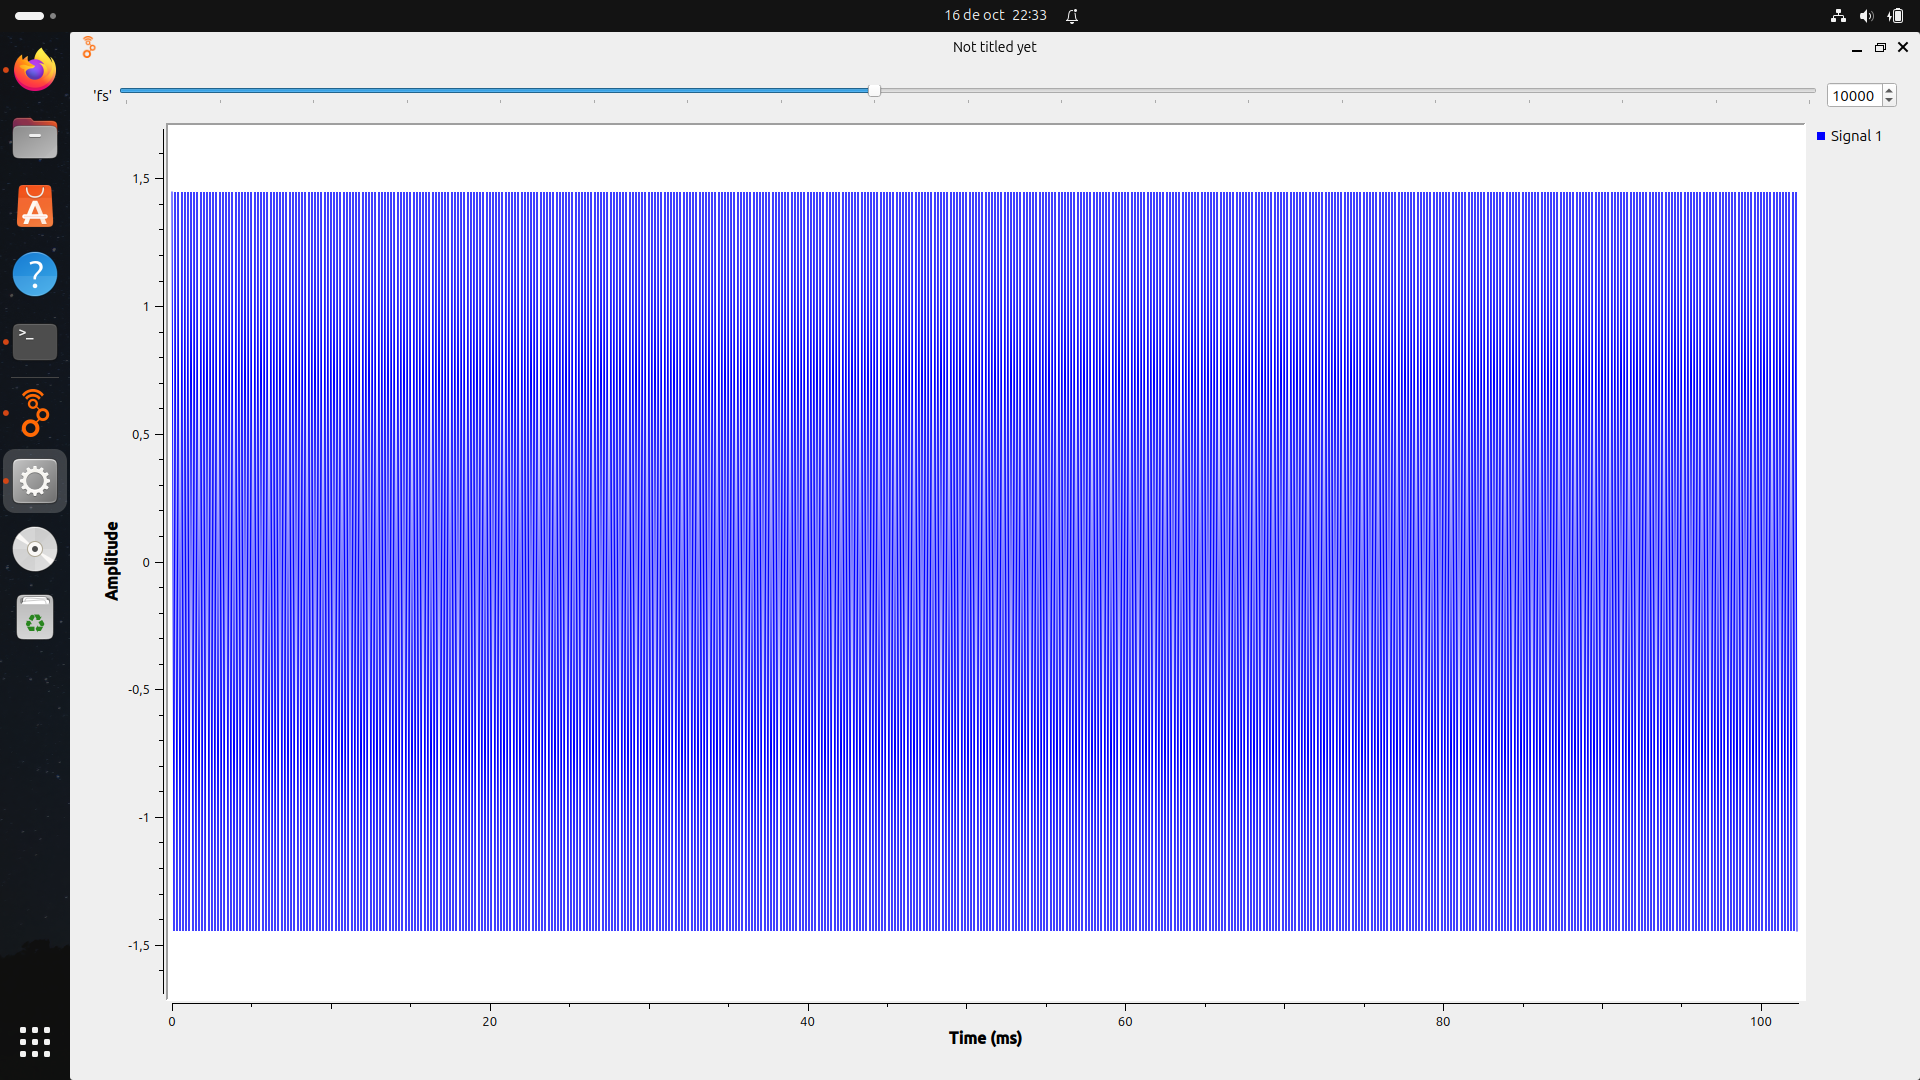 16 de oct 22:33
Not titled yet
'fs'
10000
Signal 1
1,5
1
0,5
0
-0,5
-1
-1,5
Amplitude
0 20 40 60 80 100
Time (ms)